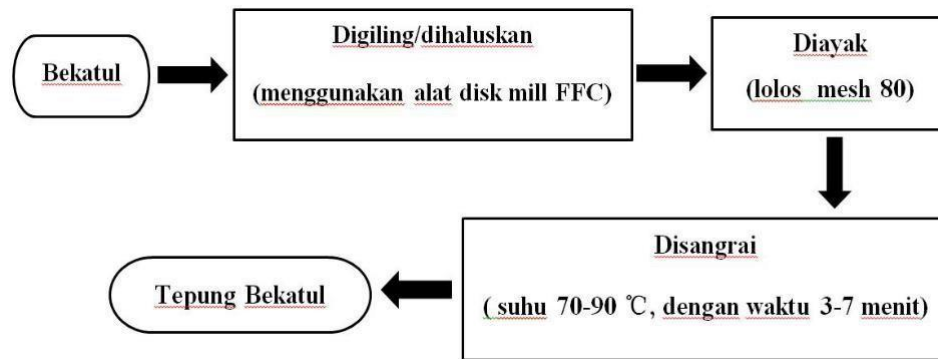 Bekatul
Digiling/dihaluskan
(menggunakan alat disk mill FFC)
Diayak
(lolos mesh 80)
Disangrai
( suhu 70-90 ℃, dengan waktu 3-7 menit)
Tepung Bekatul